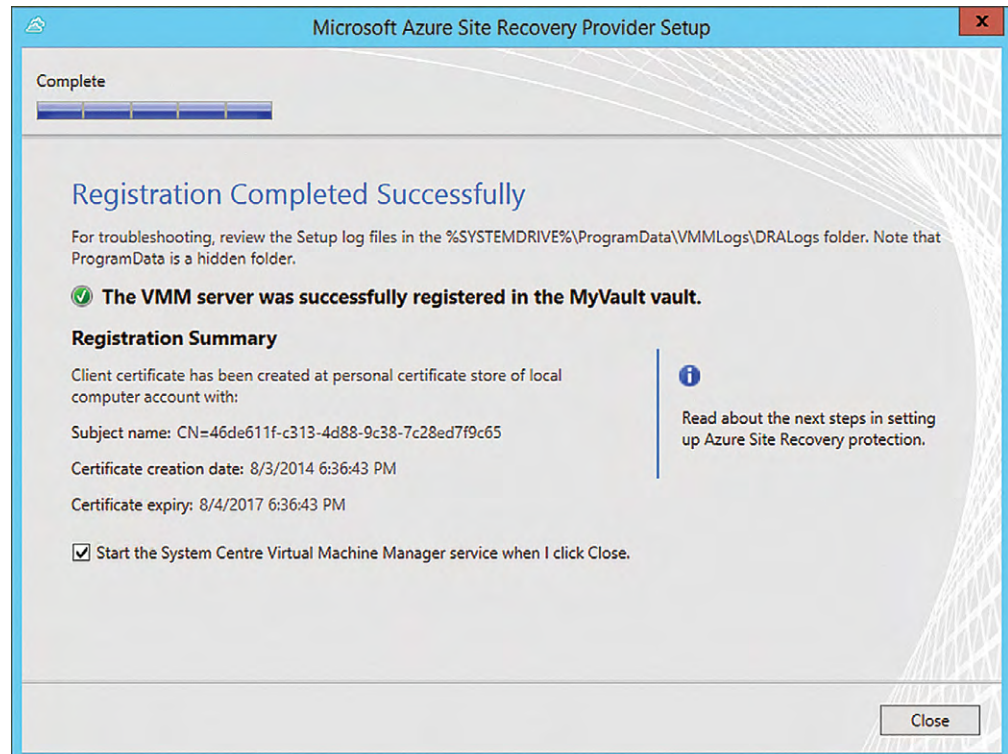 Microsoft Azure Site Recovery Provider Setup
x
Complete
Registration Completed Successfully
For troubleshooting, review the Setup log files in the %SYSTEMDRIVE%\ProgramData\VMMLogs\DRALogs folder. Note that
ProgramData is a hidden folder.
The VMM server was successfully registered in the MyVault vault.
Registration Summary
Client certificate has been created at personal certificate store of local
computer account with:
Subject name: CN=46de611f-c313-4d88-9c38-7c28ed7f9c65
Certificate creation date: 8/3/2014 6:36:43 PM
Certificate expiry: 8/4/2017 6:36:43 PM
Read about the next steps in setting
up Azure Site Recovery protection.
Start the System Centre Virtual Machine Manager service when I click Close.
Close